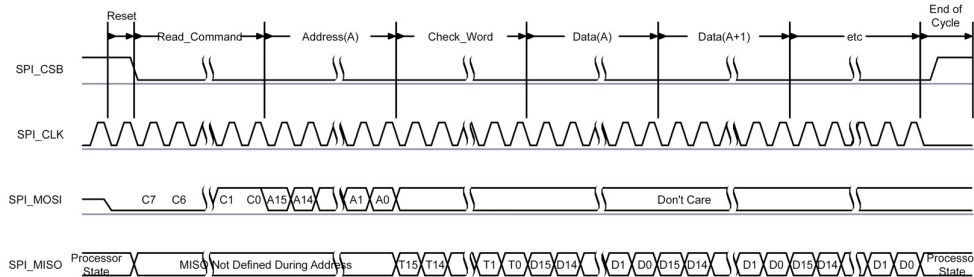 Reset
End of
Cycle
Read_Command Address(A) Check_Word Data(A) Data(A+1) etc
SPI_CSB
SPI_CLK
SPI_MOSI C7 C6 C1 C0 A15 A14 A1 A0 Don't Care
SPI_MISO Processor State MISO Not Defined During Address T15 T14 T1 T0 D15 D14 D1 D0 D15 D14 D1 D0 D15 D14 D1 D0 Processor State